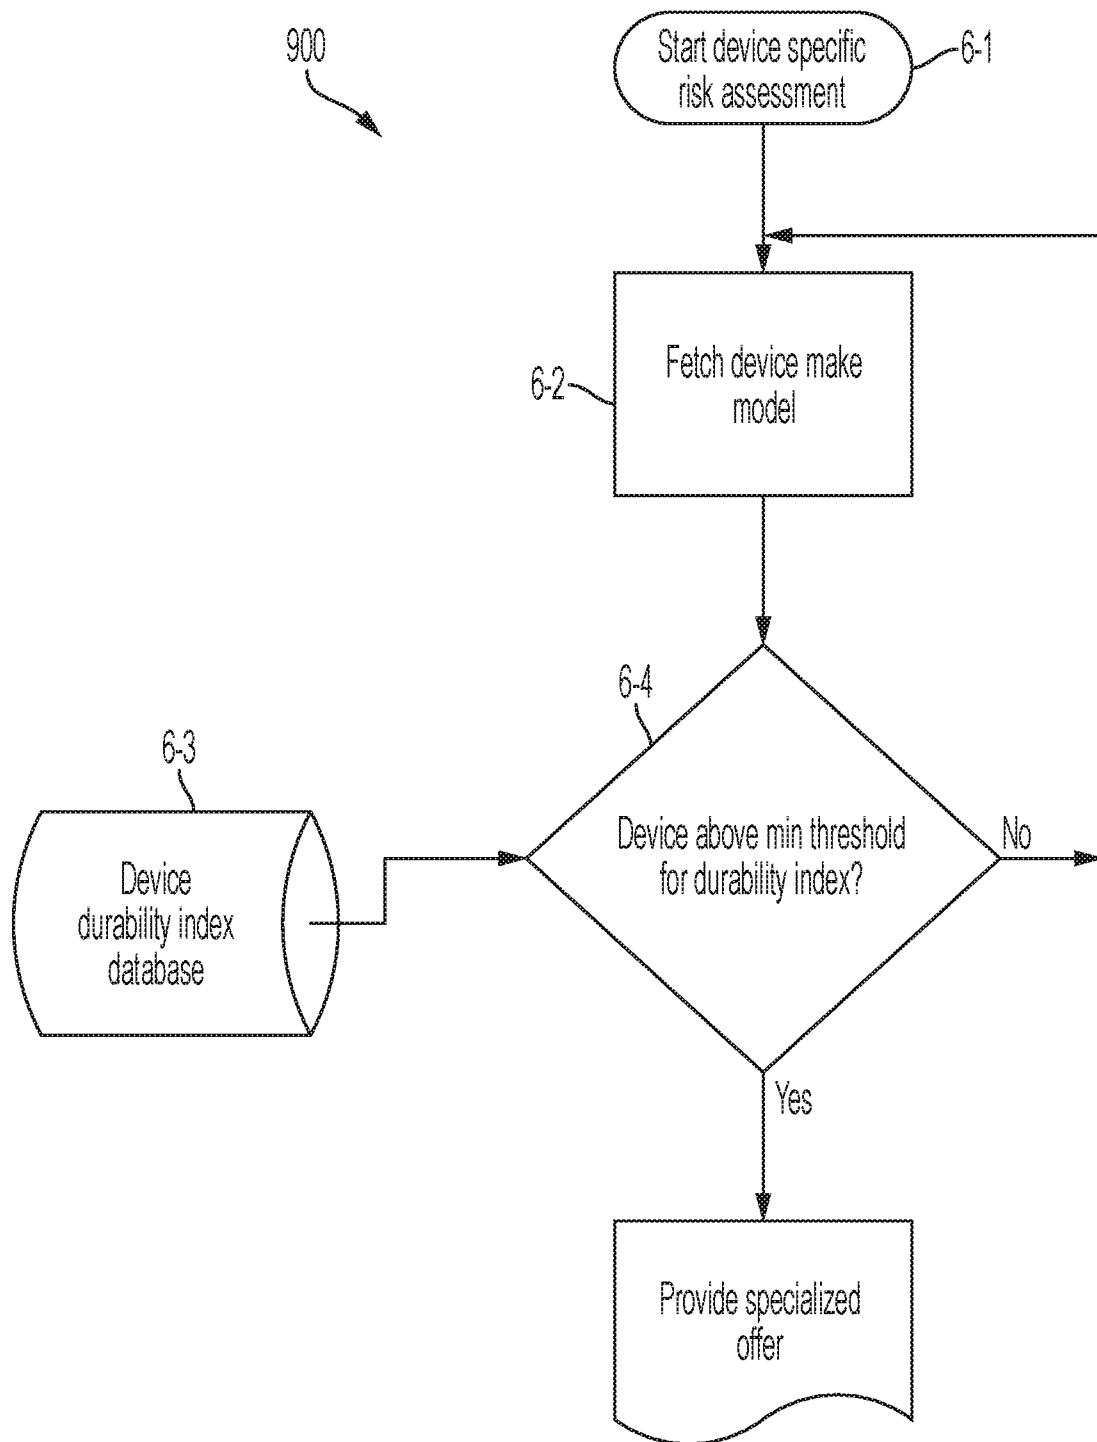 900
Start device specific
risk assessment
6-1
Fetch device make
model
6-2
6-4
6-3
Device above min threshold
for durability index?
No
Device
durability index
database
Yes
Provide specialized
offer